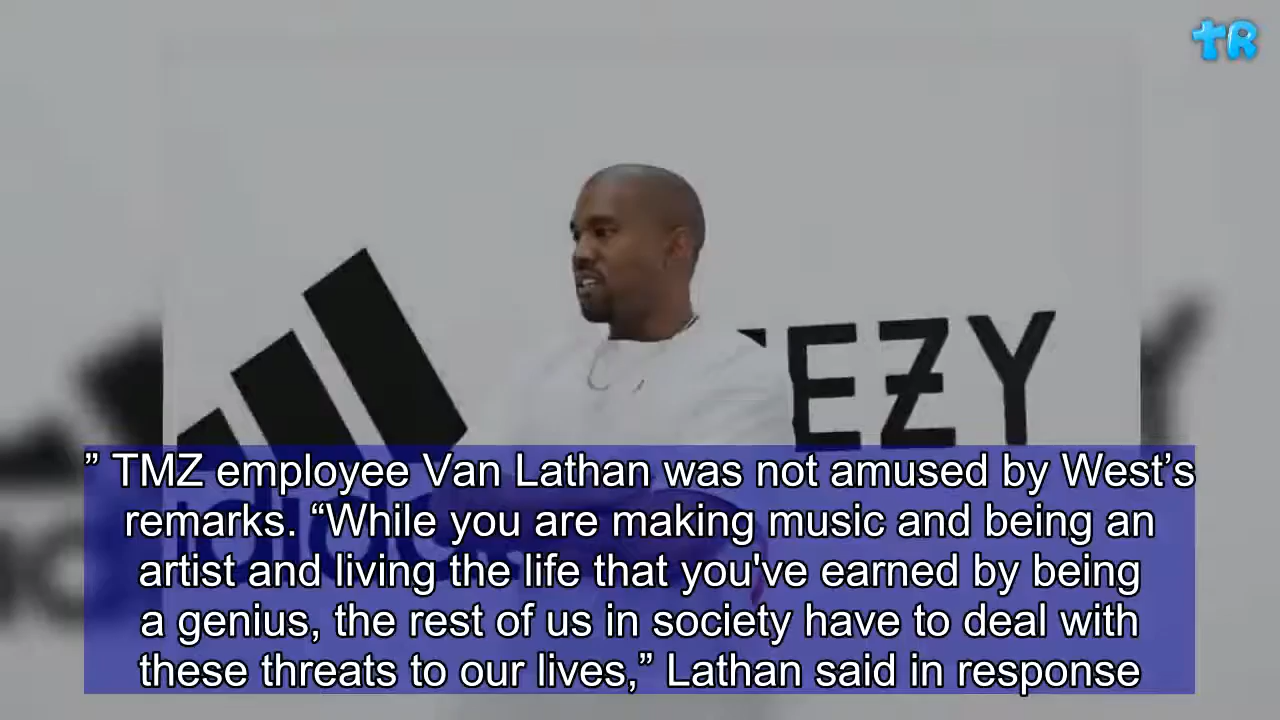 TR
EEZY
” TMZ employee Van Lathan was not amused by West’s
remarks. “While you are making music and being an
artist and living the life that you've earned by being
a genius, the rest of us in society have to deal with
these threats to our lives,” Lathan said in response